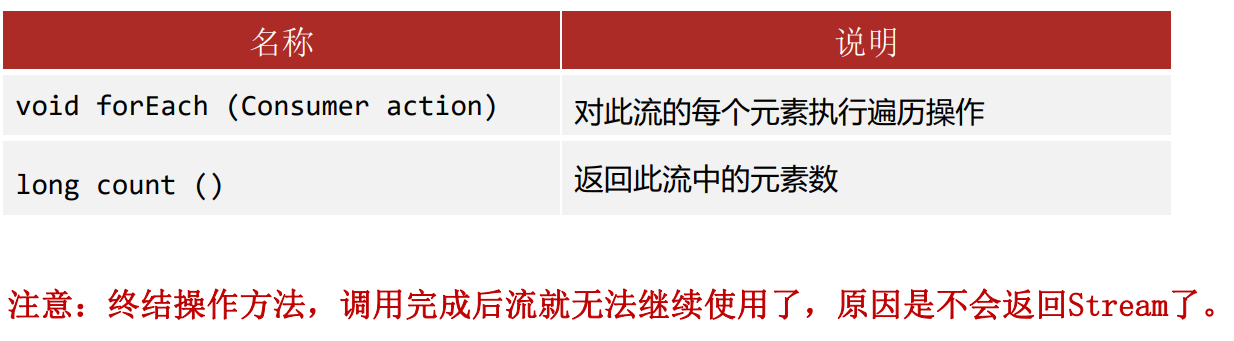 名称 说明
void forEach (Consumer action) 对此流的每个元素执行遍历操作
long count () 返回此流中的元素数
注意：终结操作方法，调用完成后流就无法继续使用了，原因是不会返回Stream了。